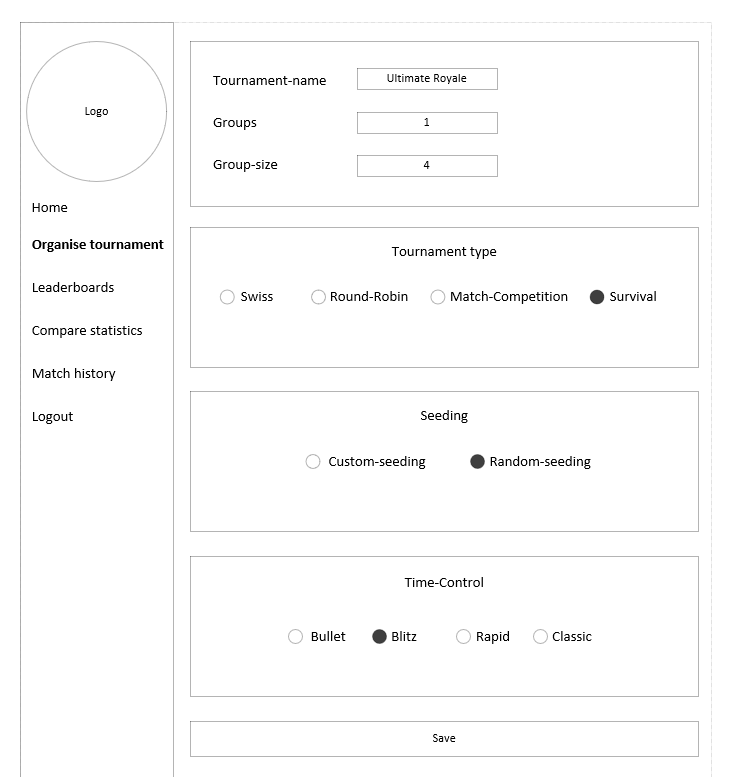 Logo
Home
Organise tournament
Leaderboards
Compare statistics
Match history
Logout
Tournament-name Ultimate Royale
Groups 1
Group-size 4
Tournament type
Swiss Round-Robin Match-Competition Survival
Seeding
Custom-seeding Random-seeding
Time-Control
Bullet Blitz Rapid Classic
Save